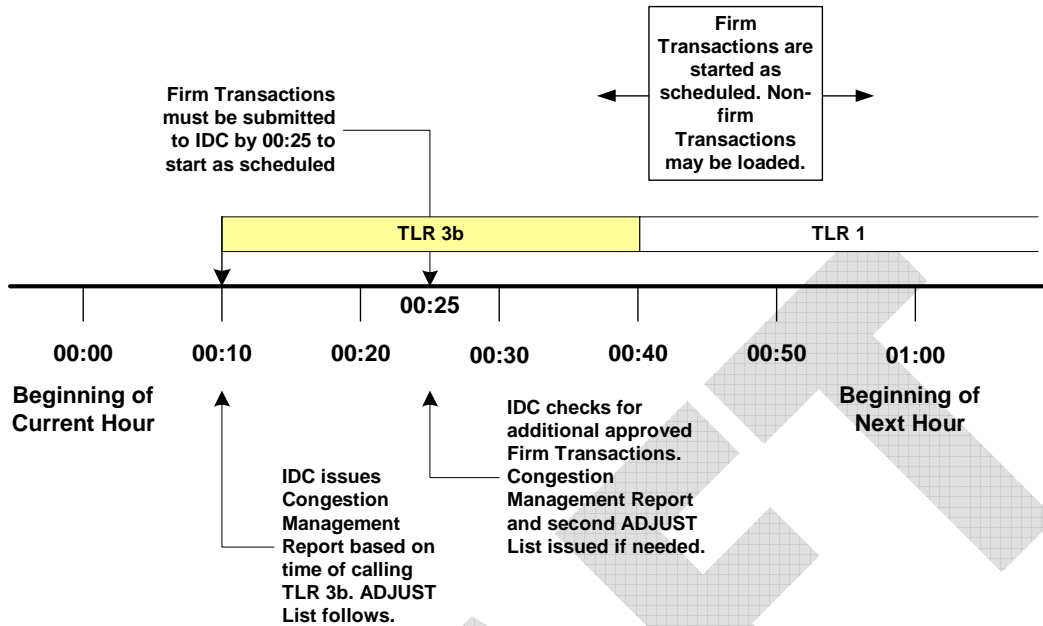 Firm
Transactions are
started as
scheduled. Non-
firm
Transactions
may be loaded.
Firm Transactions
must be submitted
to IDC by 00:25 to
start as scheduled
TLR 3b
TLR 1
00:25
00:00
00:10
00:20
00:30
00:40
00:50
01:00
Beginning of
Current Hour
Beginning of
Next Hour
IDC issues
Congestion
Management
Report based on
time of calling
TLR 3b. ADJUST
List follows.
IDC checks for
additional approved
Firm Transactions.
Congestion
Management Report
and second ADJUST
List issued if needed.